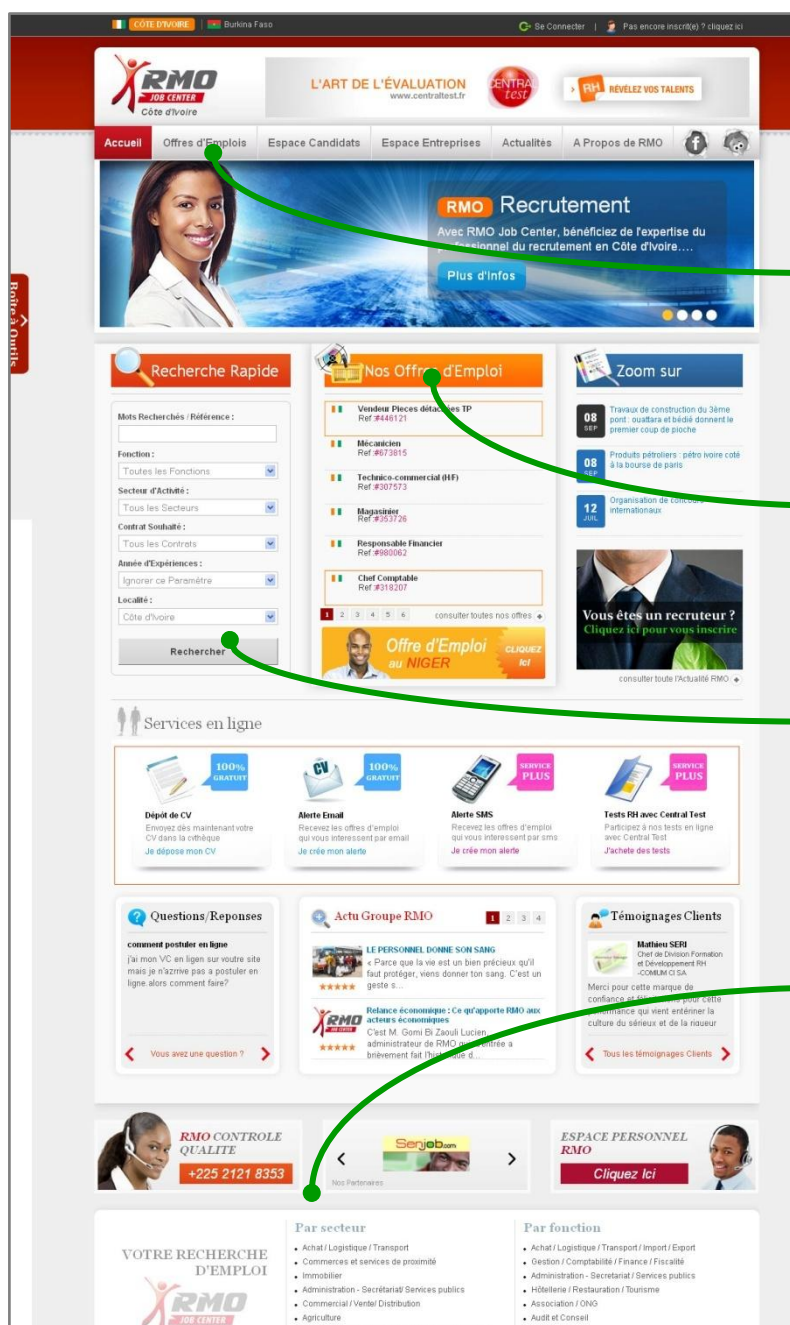 CÔTE D'IVOIRE
Burkina Faso
Se Connecter | Pas encore inscrit(e) ? cliquez ici
RMO
JOB CENTER
Côte d'Ivoire
L'ART DE L'ÉVALUATION
www.centraltest.fr
CENTRAL
test
RH RÉVÉLEZ VOS TALENTS
Accueil
Offres d'Emplois
Espace Candidats
Espace Entreprises
Actualités
A Propos de RMO
RMO Recrutement
Avec RMO Job Center, bénéficiez de l'expertise du
professionnel du recrutement en Côte d'Ivoire....
Plus d'Infos
Boîte à Outils
Recherche Rapide
Mots Recherchés / Référence :
Fonction :
Toutes les Fonctions
Secteur d'Activité :
Tous les Secteurs
Contrat Souhaité :
Tous les Contrats
Année d'Expériences :
Ignorer ce Paramètre
Localité :
Côte d'Ivoire
Rechercher
Nos Offres d'Emploi
Vendeur Pieces détachées TP
Ref :#446121
Mécanicien
Ref :#673815
Technico-commercial (H/F)
Ref :#307573
Magasinier
Ref :#353726
Responsable Financier
Ref :#980062
Chef Comptable
Ref :#318207
1 2 3 4 5 6
consulter toutes nos offres
Offre d'Emploi
au NIGER
CLIQUEZ
Ici
Zoom sur
08
SEP
Travaux de construction du 3ème
pont : ouattara et bédié donnent le
premier coup de pioche
08
SEP
Produits pétroliers : pétro ivoire coté
à la bourse de paris
12
JUIL
Organisation de concours
internationaux
Vous êtes un recruteur ?
Cliquez ici pour vous inscrire
consulter toute l'Actualité RMO
Services en ligne
100%
GRATUIT
Dépôt de CV
Envoyez dès maintenant votre
CV dans la cvthèque
Je dépose mon CV
CV
100%
GRATUIT
Alerte Email
Recevez les offres d'emploi
qui vous interessent par email
Je crée mon alerte
SERVICE
PLUS
Alerte SMS
Recevez les offres d'emploi
qui vous interessent par sms
Je crée mon alerte
SERVICE
PLUS
Tests RH avec Central Test
Participez à nos tests en ligne
avec Central Test
J'achete des tests
Questions/Reponses
comment postuler en ligne
j'ai mon VC en ligen sur voutre site
mais je n'azrrive pas a postuler en
ligne alors comment faire?
Vous avez une question ?
Actu Groupe RMO
1 2 3 4
LE PERSONNEL DONNE SON SANG
« Parce que la vie est un bien précieux qu'il
faut protéger, viens donner ton sang. C'est un
geste s...
RMO
JOB CENTER
Relance économique : Ce qu'apporte RMO aux
acteurs économiques
C'est M. Gomi Bi Zaouli Lucien,
administrateur de RMO qui
brièvement fait
Témoignages Clients
Mathieu SERI
Chef de Division Formation
et Développement RH
-COMIUM CI SA
Merci pour cette marque de
confiance et pour cette
qui vient entériner la
culture du sérieux et de la rigueur
Tous les témoignages Clients
RMO CONTROLE
QUALITE
+225 2121 8353
Senjob.com
Nos Partenaires
ESPACE PERSONNEL
RMO
Cliquez Ici
VOTRE RECHERCHE
D'EMPLOI
RMO
JOB CENTER
Par secteur
Achat / Logistique / Transport
Commerces et services de proximité
Immobilier
Administration - Secrétariat/ Services publics
Commercial / Vente/ Distribution
Agriculture
Par fonction
Achat / Logistique / Transport / Import / Export
Gestion / Comptabilité / Finance / Fiscalité
Administration - Secretariat / Services publics
Hôtellerie / Restauration / Tourisme
Association / ONG
Audit et Conseil